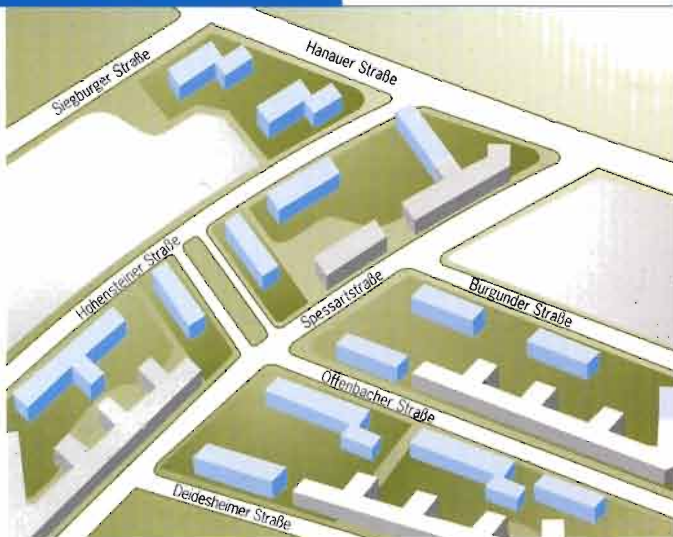 Siegburger Straße
Hanauer Straße
Hohensteiner Straße
Spessartstraße
Burgunder Straße
Offenbacher Straße
Deidesheimer Straße